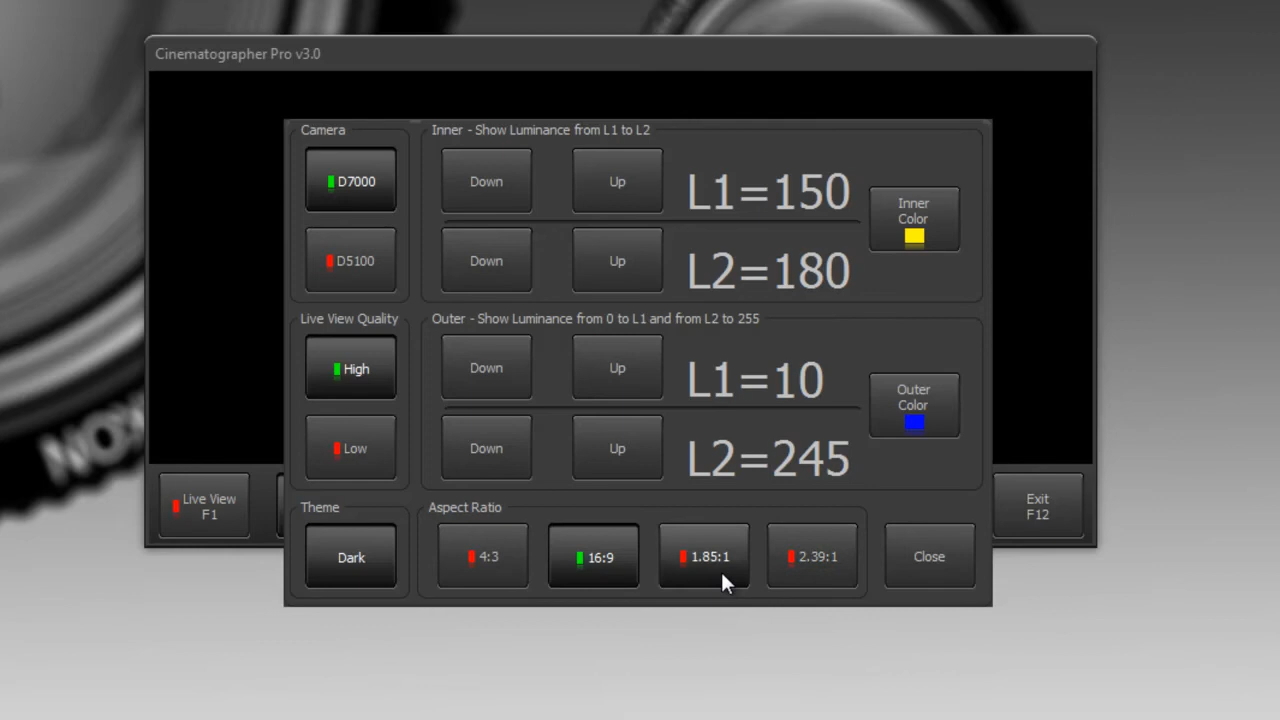 Cinematographer Pro v3.0
Camera
D7000
D5100
Inner - Show Luminance from L1 to L2
Down
Up
L1=150
Down
Up
L2=180
Inner
Color
Live View Quality
High
Low
Outer - Show Luminance from 0 to L1 and from L2 to 255
Down
Up
L1=10
Down
Up
L2=245
Outer
Color
Live View
F1
Exit
F12
Theme
Dark
Aspect Ratio
4:3
16:9
1.85:1
2.39:1
Close